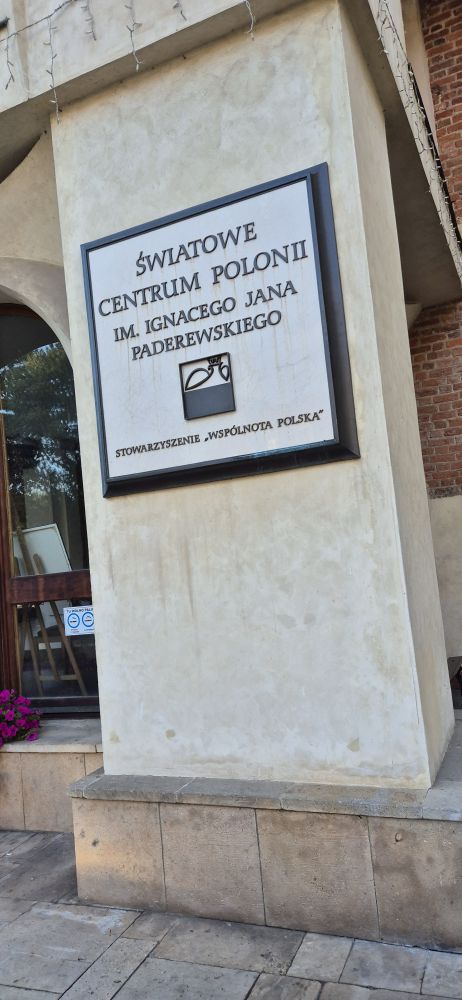 ŚWIATOWE
CENTRUM POLONII
IM. IGNACEGO JANA
PADEREWSKIEGO
STOWARZYSZENIE „WSPÓLNOTA POLSKA”